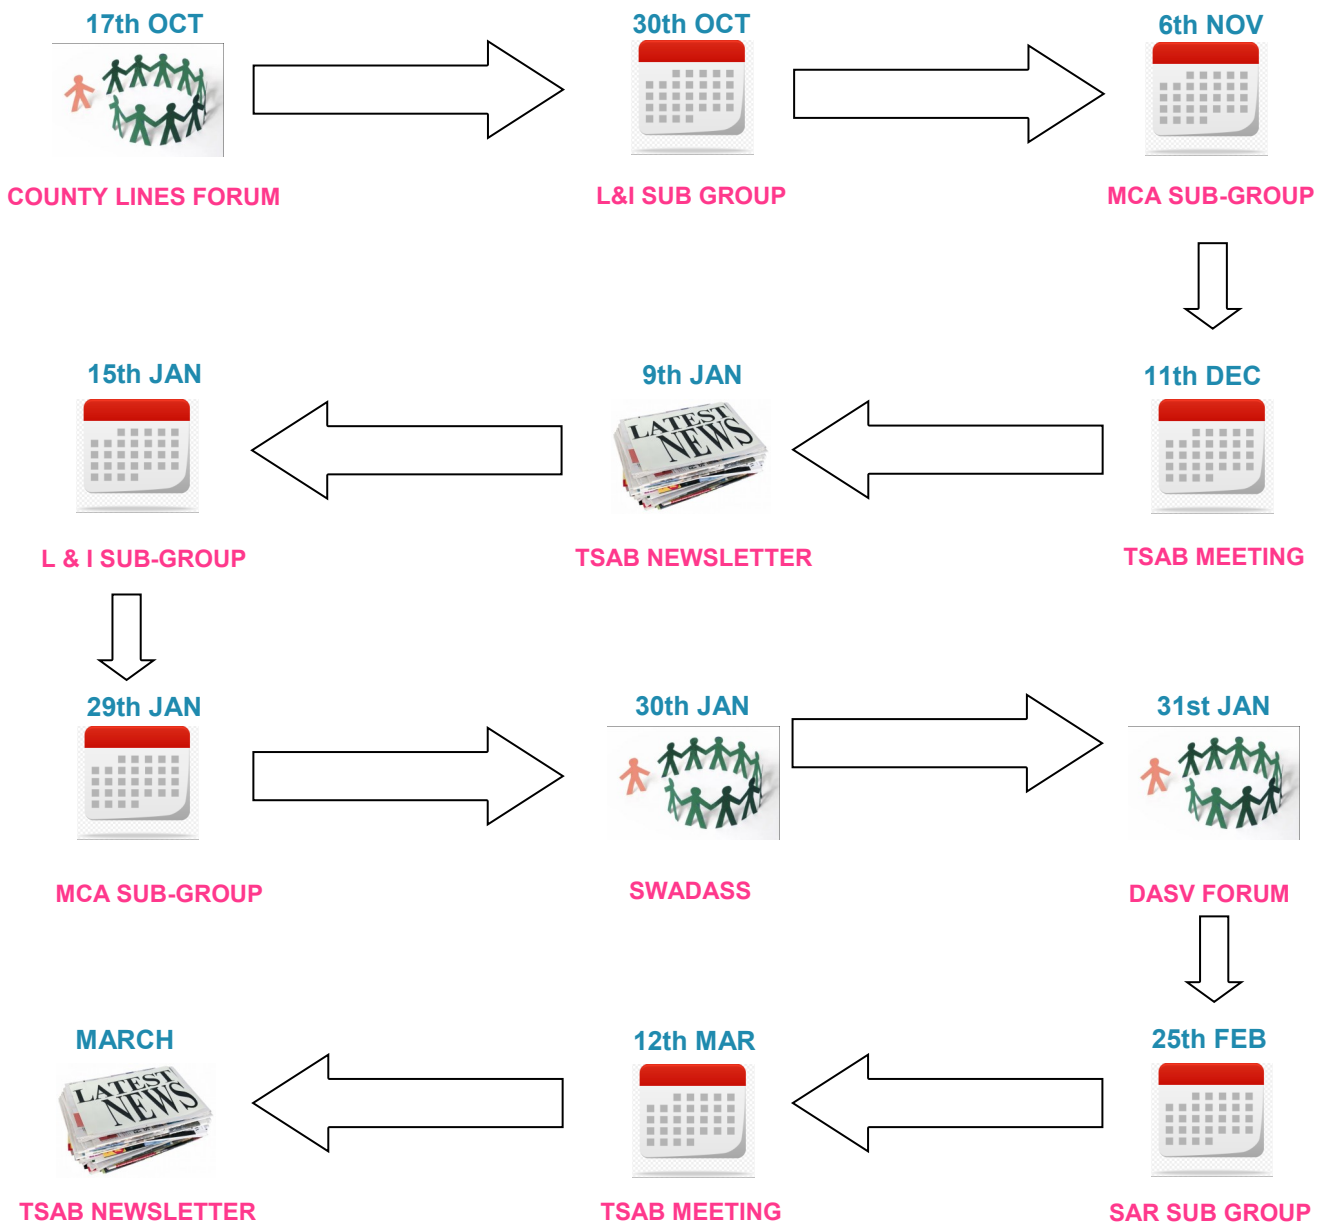 17th OCT
30th OCT
6th NOV
COUNTY LINES FORUM
L&I SUB GROUP
MCA SUB-GROUP
11th DEC
9th JAN
15th JAN
LATEST
NEWS
TSAB MEETING
TSAB NEWSLETTER
L & I SUB-GROUP
29th JAN
30th JAN
31st JAN
MCA SUB-GROUP
SWADASS
DASV FORUM
25th FEB
12th MAR
MARCH
LATEST
NEWS
SAR SUB GROUP
TSAB MEETING
TSAB NEWSLETTER